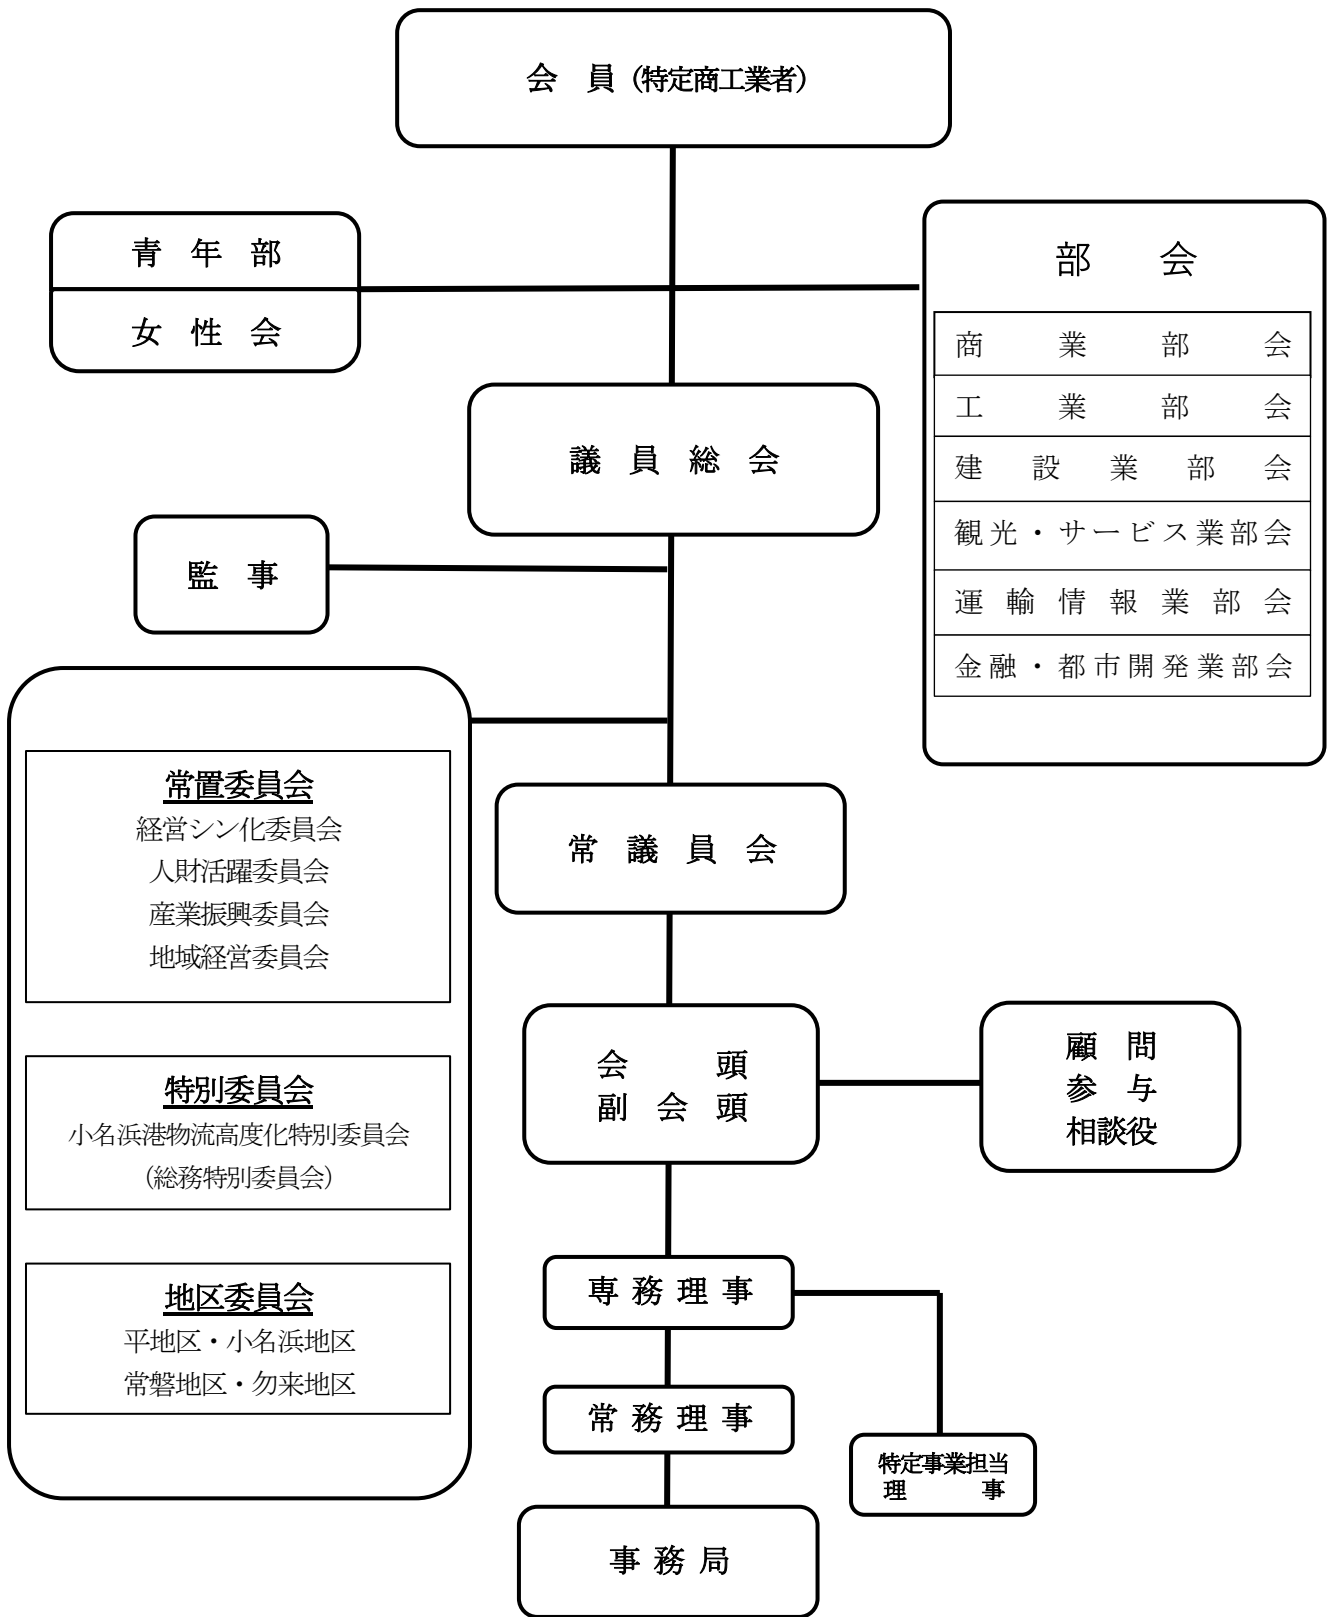 会 員（特定商工業者）
青 年 部
女 性 会
部 会
商 業 部 会
工 業 部 会
建 設 業 部 会
観光・サービス業部会
運 輸 情 報 業 部 会
金融・都市開発業部会
議 員 総 会
監 事
常置委員会
経営シン化委員会
人財活躍委員会
産業振興委員会
地域経営委員会
特別委員会
小名浜港物流高度化特別委員会
（総務特別委員会）
地区委員会
平地区・小名浜地区
常磐地区・勿来地区
常 議 員 会
会 頭
副 会 頭
顧 問
参 与
相談役
専 務 理 事
常 務 理 事
特定事業担当
理 事
事 務 局